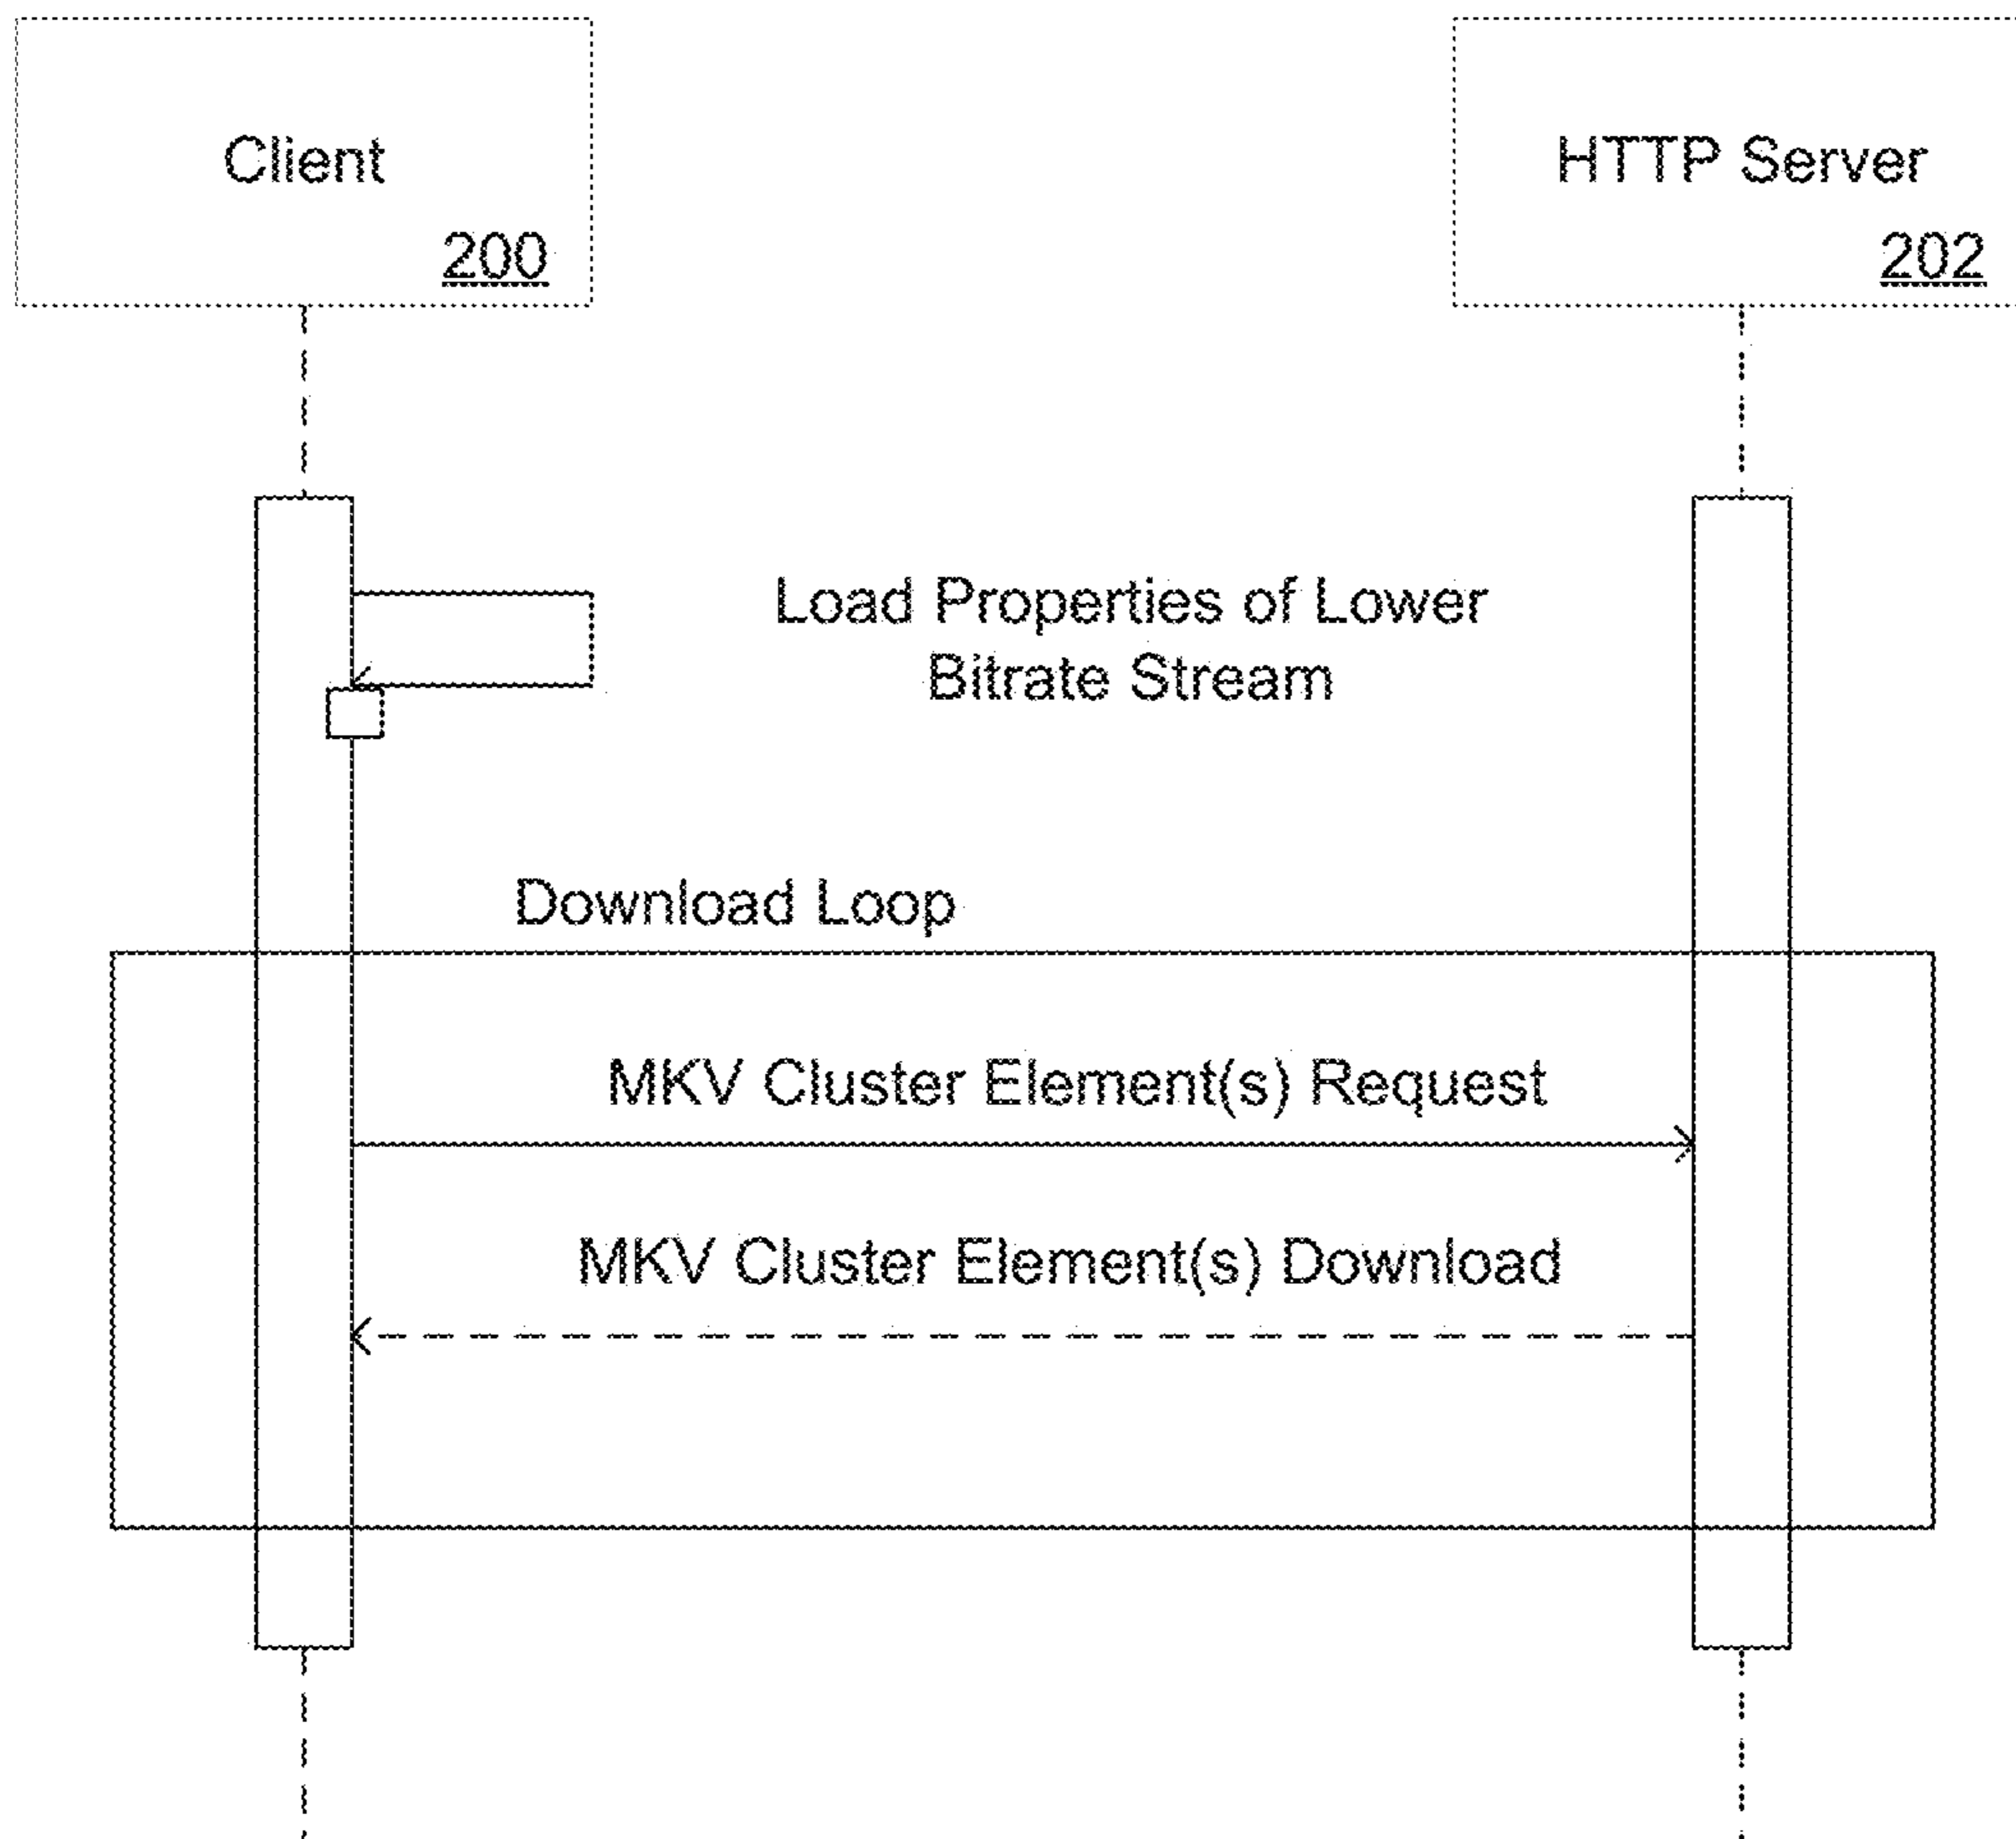 Client
200
HTTP Server
202
Load Properties of Lower
Bitrate Stream
Download Loop
MKV Cluster Element(s) Request
MKV Cluster Element(s) Download